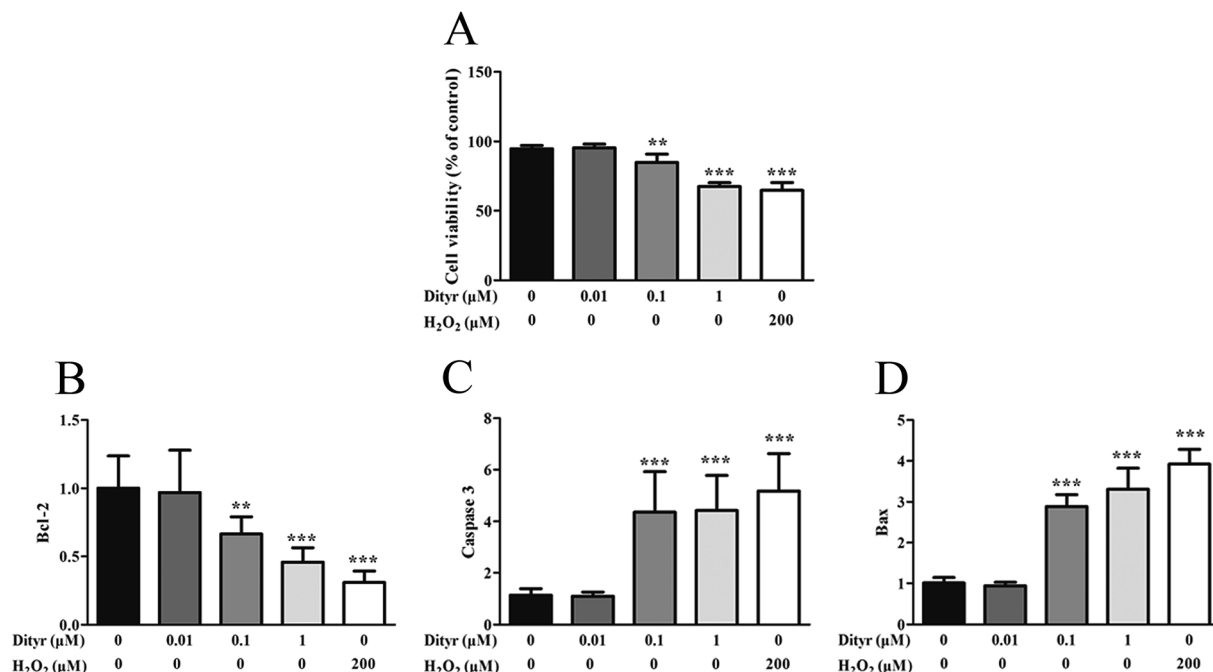 A
Cell viability (% of control)
150
100
50
0
** *** ***
Dityr (µM) 0 0.01 0.1 1 0
H₂O₂ (µM) 0 0 0 0 200
B
Bcl-2
1.5
1.0
0.5
0.0
** *** ***
Dityr (µM) 0 0.01 0.1 1 0
H₂O₂ (µM) 0 0 0 0 200
C
Caspase 3
8
6
4
2
0
*** *** ***
Dityr (µM) 0 0.01 0.1 1 0
H₂O₂ (µM) 0 0 0 0 200
D
Bax
5
4
3
2
1
0
*** *** ***
Dityr (µM) 0 0.01 0.1 1 0
H₂O₂ (µM) 0 0 0 0 200